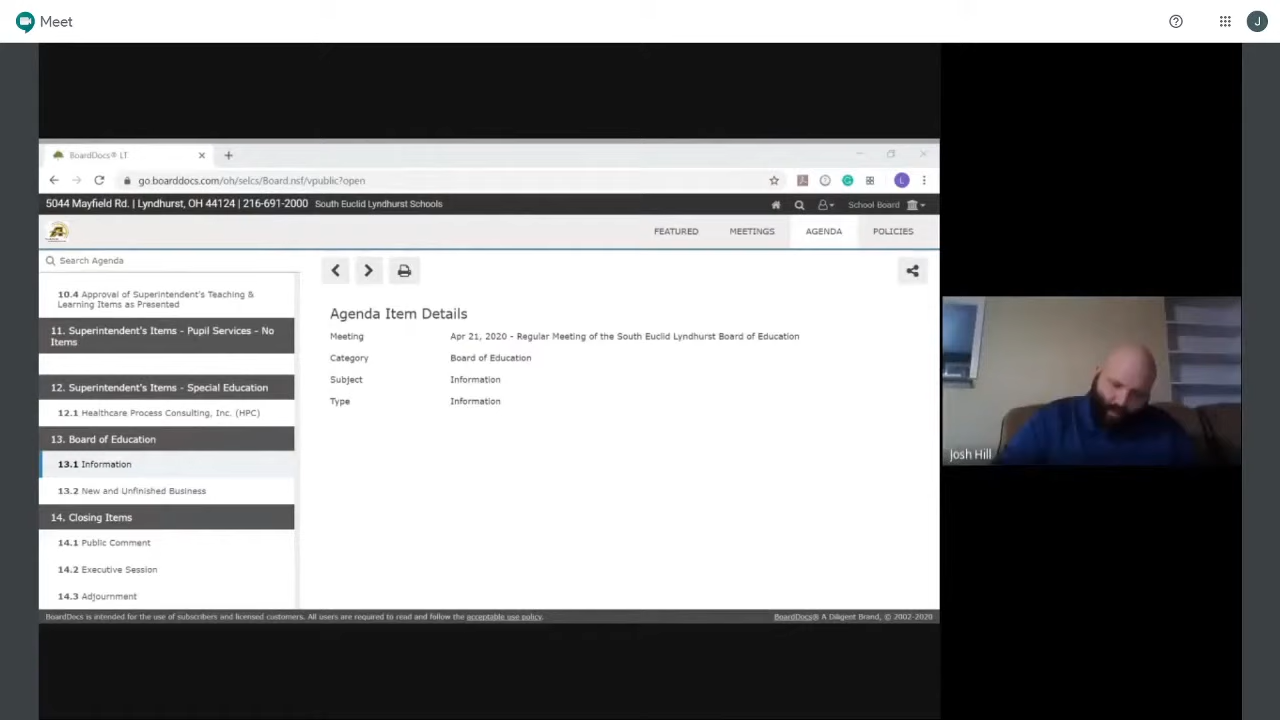 Meet
J
BoardDocs® LT
go.boarddocs.com/oh/selcs/Board.nsf/vpublic?open
L
5044 Mayfield Rd. | Lyndhurst, OH 44124 | 216-691-2000 South Euclid Lyndhurst Schools
School Board
FEATURED MEETINGS AGENDA POLICIES
Search Agenda
10.4 Approval of Superintendent's Teaching &
Learning Items as Presented
11. Superintendent's Items - Pupil Services - No
Items
12. Superintendent's Items - Special Education
12.1 Healthcare Process Consulting, Inc. (HPC)
13. Board of Education
13.1 Information
13.2 New and Unfinished Business
14. Closing Items
14.1 Public Comment
14.2 Executive Session
14.3 Adjournment
Agenda Item Details
Meeting Apr 21, 2020 - Regular Meeting of the South Euclid Lyndhurst Board of Education
Category Board of Education
Subject Information
Type Information
Josh Hill
BoardDocs is intended for the use of subscribers and licensed customers. All users are required to read and follow the acceptable use policy.
BoardDocs® A Diligent Brand, © 2002-2020